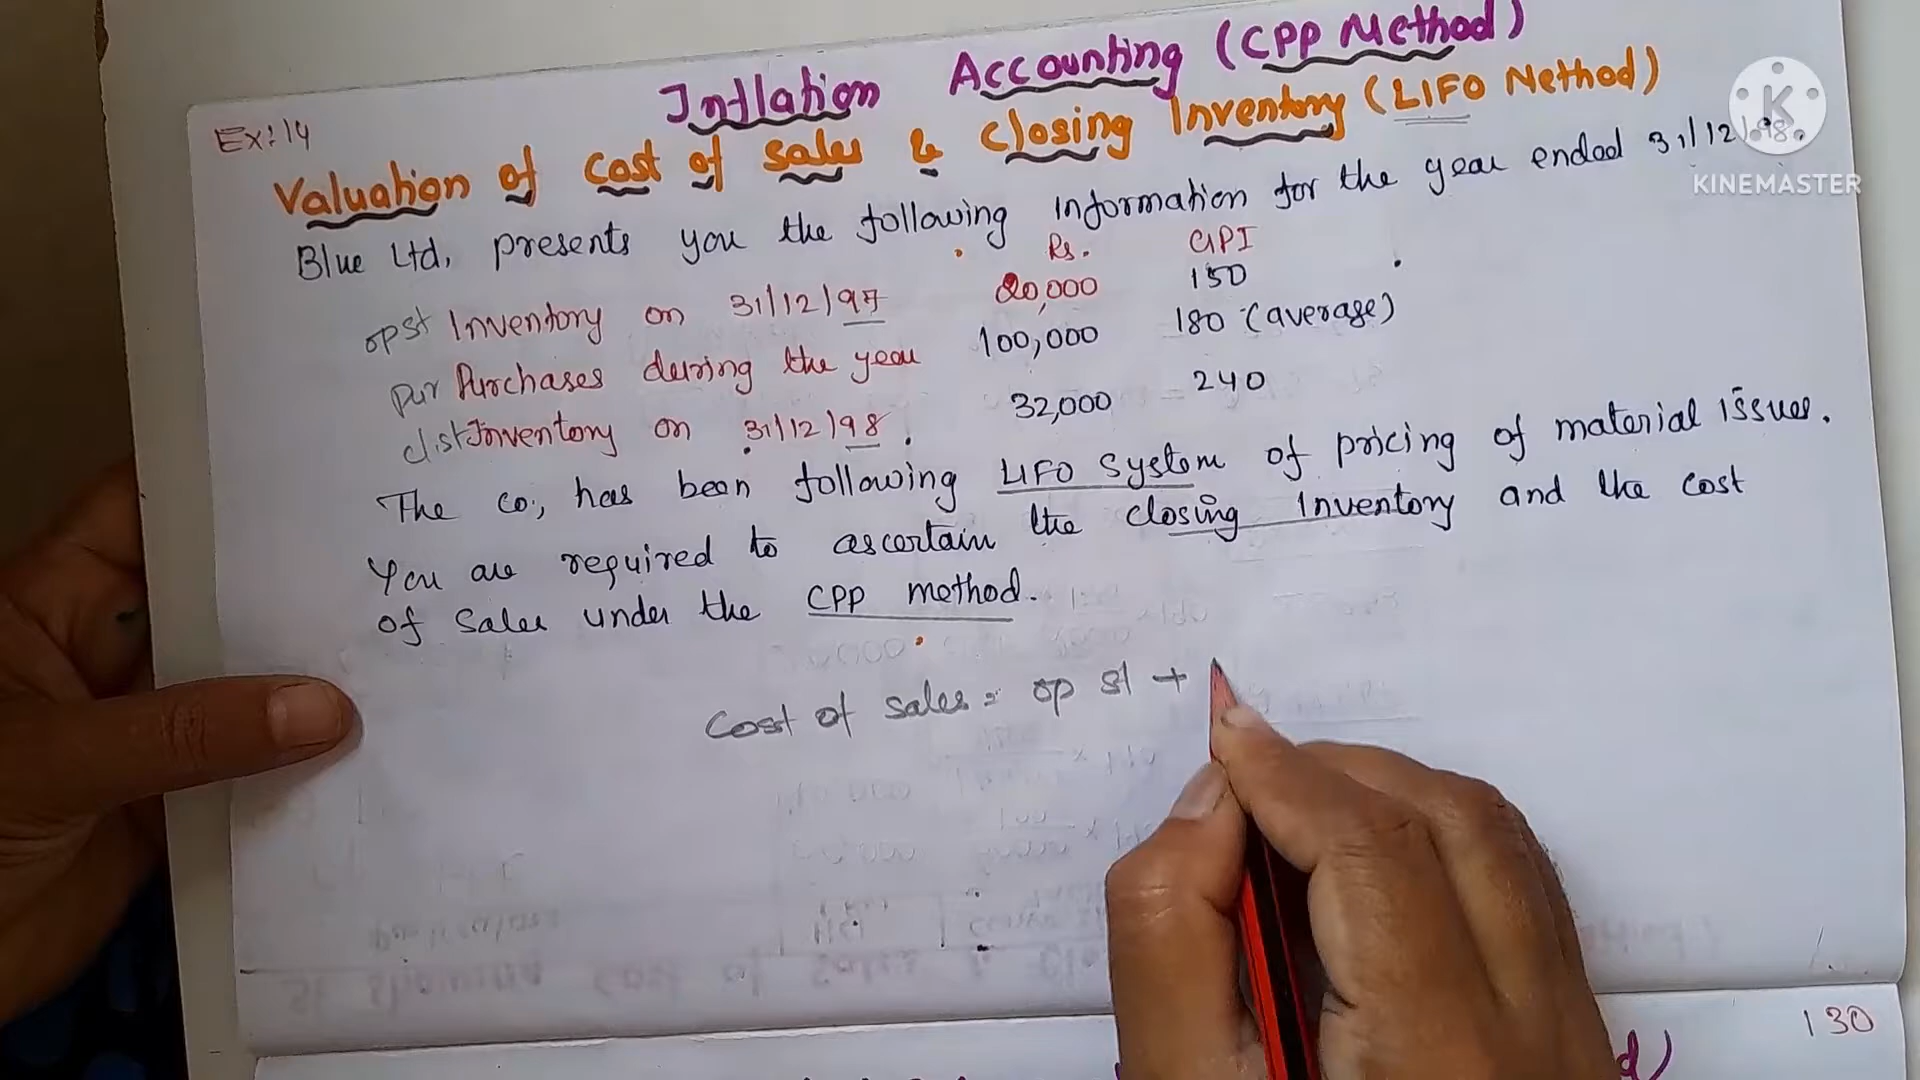 Inflation Accounting (CPP Method)
Ex: 14
Valuation of Cost of Sales & Closing Inventory (LIFO Method)
Blue Ltd, presents you the following information for the year ended 31/12/98.
Rs. GPI
op st Inventory on 31/12/97 20,000 150
pur Purchases during the year 100,000 180 (average)
cl st Inventory on 31/12/98. 32,000 240
The co:, has been following LIFO system of pricing of material issues.
You are required to ascertain the closing inventory and the cost
of sales under the CPP method.
Cost of sales = op st +
130
KINEMASTER